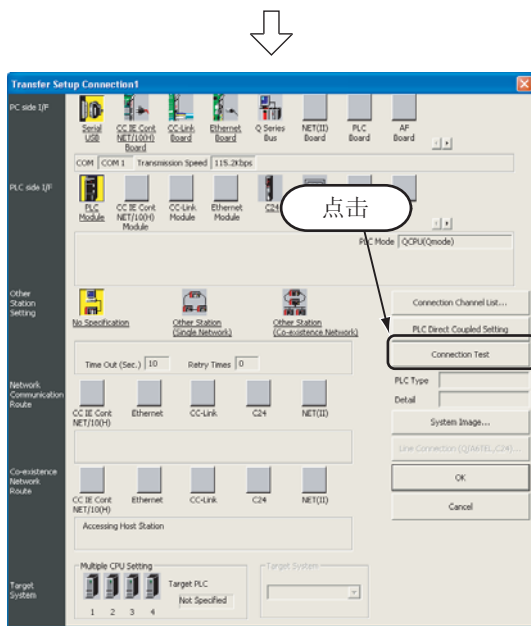 Transfer Setup Connection1
PC side I/F
Serial USB
CC IE Cont NET/10(H) Board
CC-Link Board
Ethernet Board
Q Series Bus
NET(II) Board
PLC Board
AF Board
COM COM 1 Transmission Speed 115.2Kbps
PLC side I/F
PLC Module
CC IE Cont NET/10(H) Module
CC-Link Module
Ethernet Module
C24
点击
PLC Mode QCPU(Qmode)
Other Station Setting
No Specification
Other Station (Single Network)
Other Station (Co-existence Network)
Time Out (Sec.) 10 Retry Times 0
Connection Channel List...
PLC Direct Coupled Setting
Connection Test
PLC Type
Detail
System Image...
Line Connection (Q/A6TEL,C24)...
OK
Cancel
Network Communication Route
CC IE Cont NET/10(H)
Ethernet
CC-Link
C24
NET(II)
Co-existence Network Route
CC IE Cont NET/10(H)
Ethernet
CC-Link
C24
NET(II)
Accessing Host Station
Target System
Multiple CPU Setting
1 2 3 4
Target PLC
Not Specified
Target System